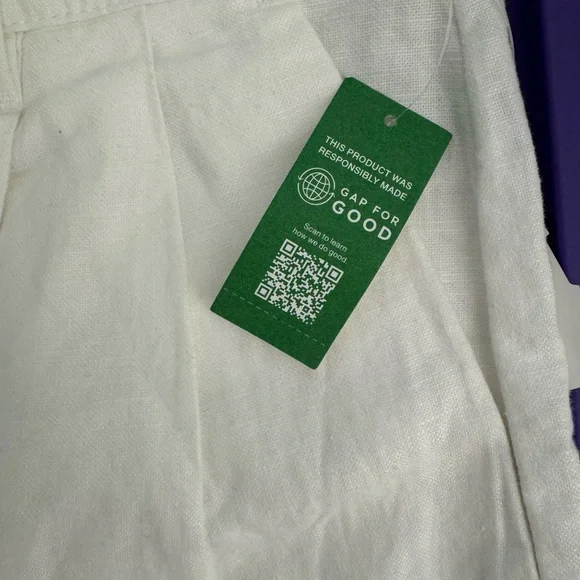 THIS PRODUCT WAS
RESPONSIBLY MADE
GAP FOR
GOOD
Scan to learn
how we do good.